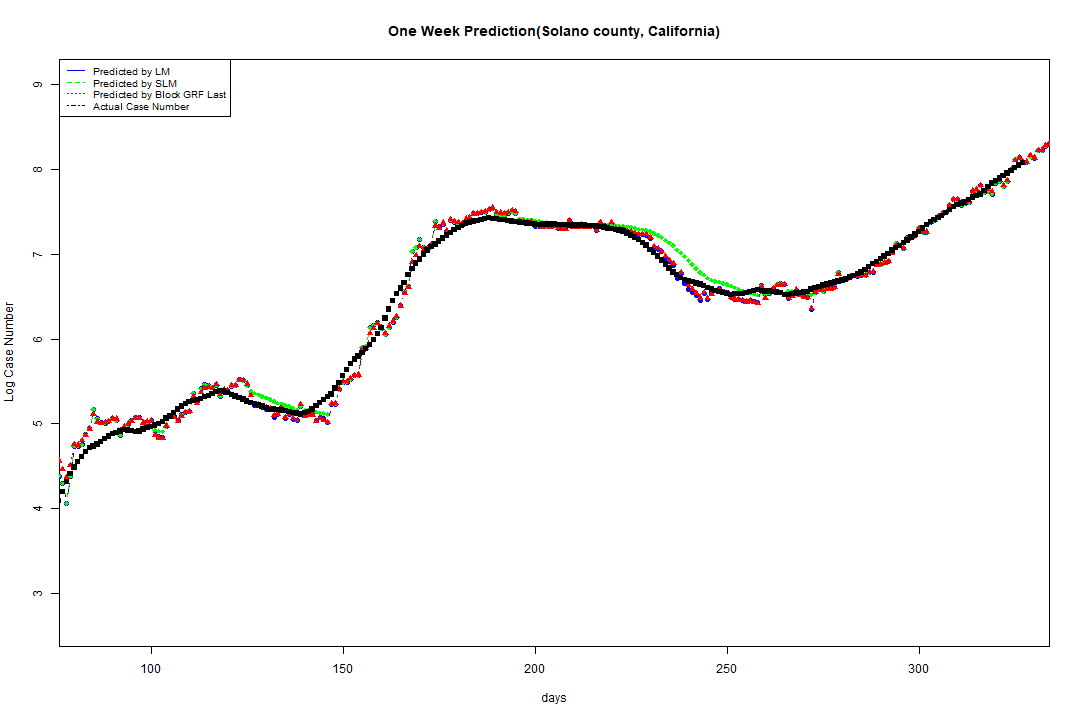 One Week Prediction(Solano county, California)
Predicted by LM
Predicted by SLM
Predicted by Block GRF Last
Actual Case Number
9
8
7
6
5
4
3
Log Case Number
100 150 200 250 300
days